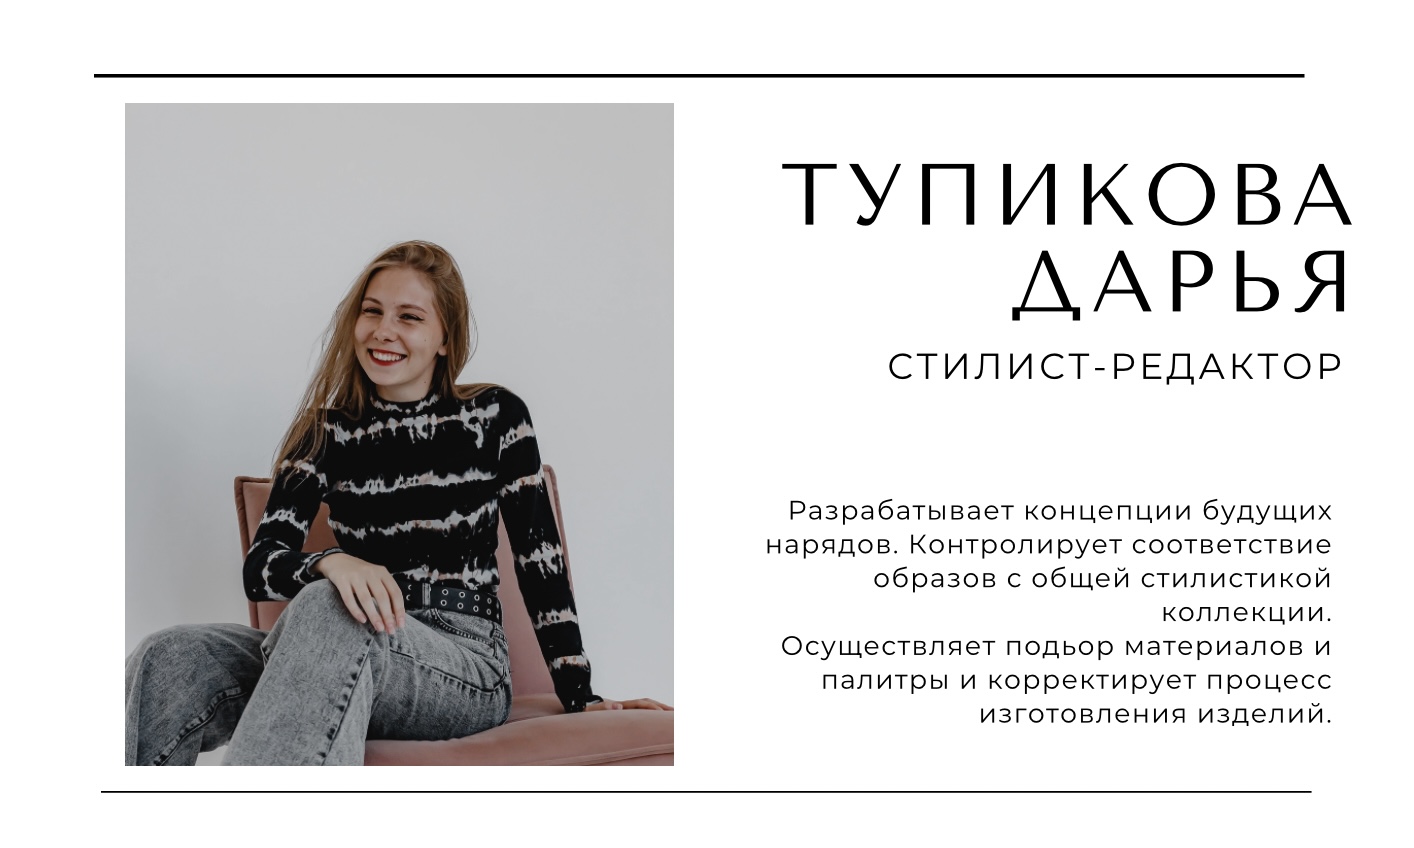 ТУПИКОВА
ДАРЬЯ
СТИЛИСТ-РЕДАКТОР
Разрабатывает концепции будущих
нарядов. Контролирует соответствие
образов с общей стилистикой
коллекции.
Осуществляет подьор материалов и
палитры и корректирует процесс
изготовления изделий.